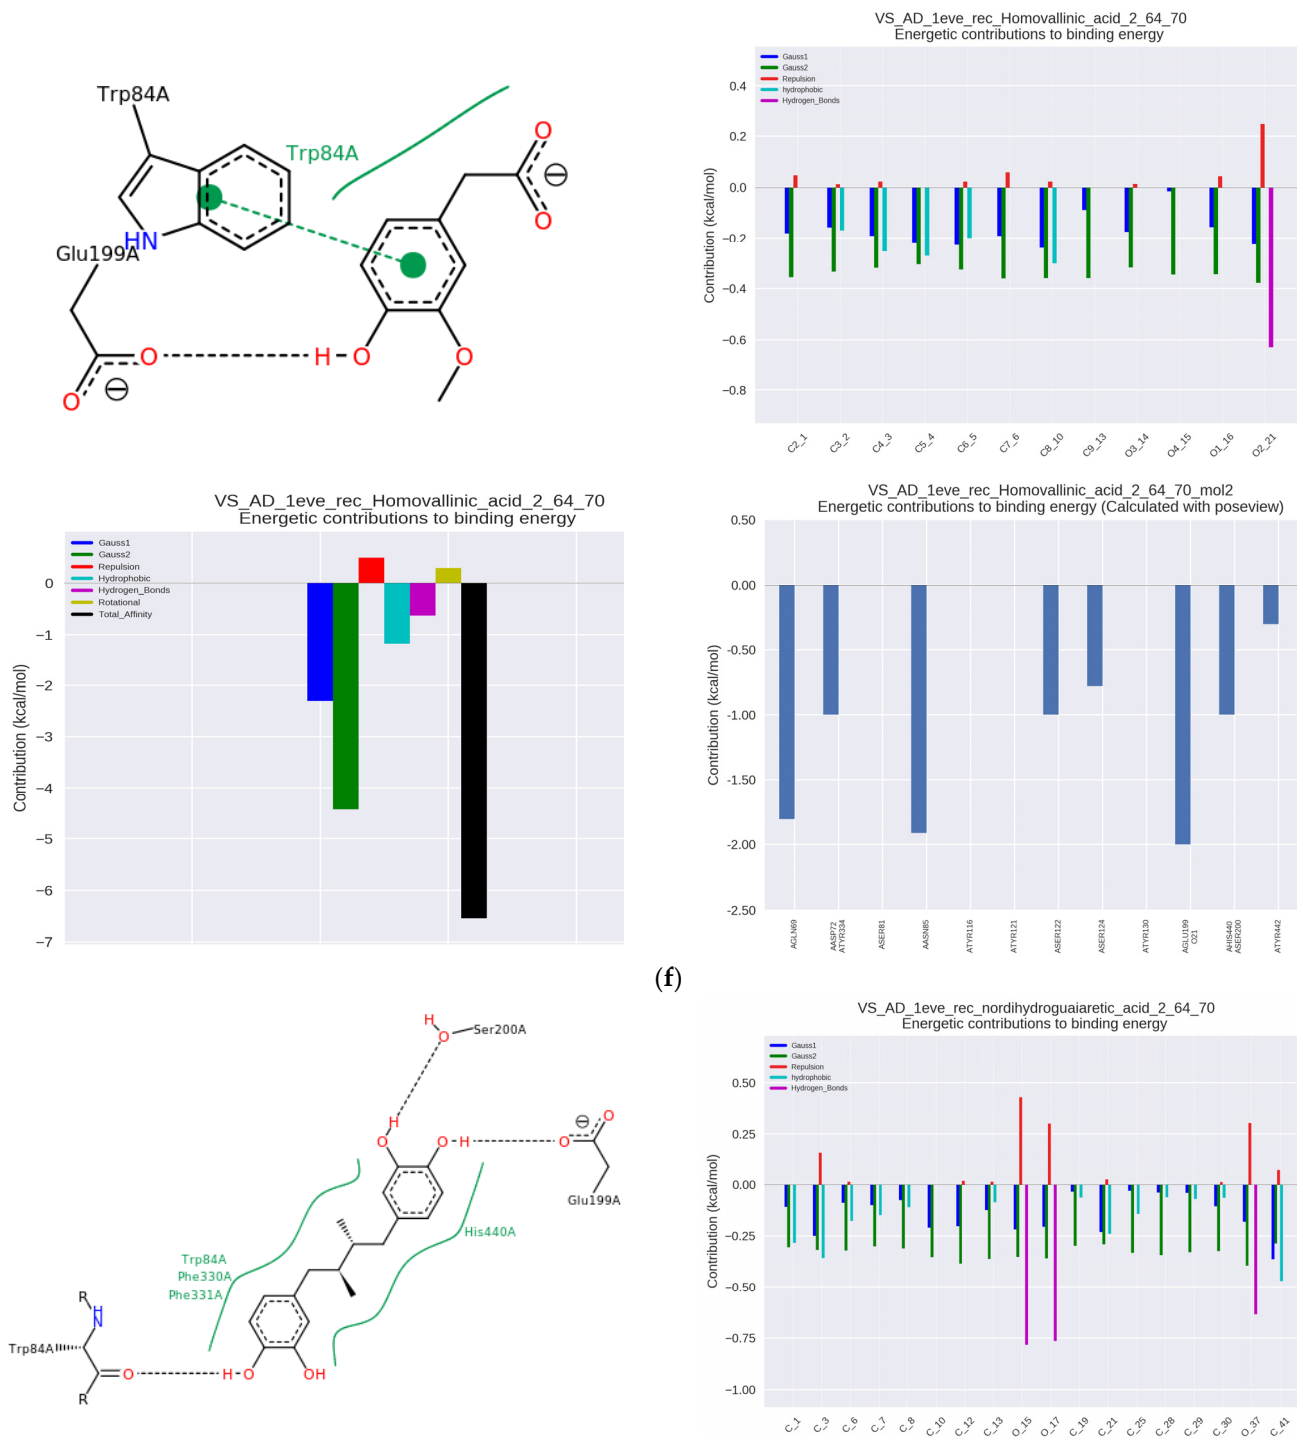 Trp84A
Trp84A
Glu199A
HN
O
O
⊖
O
O
⊖
H
O
O
VS_AD_1eve_rec_Homovallinic_acid_2_64_70
Energetic contributions to binding energy
Gauss1
Gauss2
Repulsion
hydrophobic
Hydrogen_Bonds
Contribution (kcal/mol)
0.4
0.2
0.0
−0.2
−0.4
−0.6
−0.8
C2_1 C3_2 C4_3 C5_4 C6_5 C7_6 C8_10 C9_13 O3_14 O4_15 O1_16 O2_21
VS_AD_1eve_rec_Homovallinic_acid_2_64_70
Energetic contributions to binding energy
Gauss1
Gauss2
Repulsion
Hydrophobic
Hydrogen_Bonds
Rotational
Total_Affinity
Contribution (kcal/mol)
0
−1
−2
−3
−4
−5
−6
−7
VS_AD_1eve_rec_Homovallinic_acid_2_64_70_mol2
Energetic contributions to binding energy (Calculated with poseview)
Contribution (kcal/mol)
0.50
0.00
−0.50
−1.00
−1.50
−2.00
−2.50
AGLN69
AASP72
ATYR334
ASER81
AASN85
ATYR116
ATYR121
ASER122
ASER124
ATYR130
AGLU199
O21
AHIS440
ASER200
ATYR442
(f)
H
O
Ser200A
H
O
O
H
O
⊖
O
Glu199A
His440A
Trp84A
Phe330A
Phe331A
R
H
N
Trp84A
O
R
H
O
OH
VS_AD_1eve_rec_nordihydroguaiaretic_acid_2_64_70
Energetic contributions to binding energy
Gauss1
Gauss2
Repulsion
hydrophobic
Hydrogen_Bonds
Contribution (kcal/mol)
0.50
0.25
0.00
−0.25
−0.50
−0.75
−1.00
C_1 C_3 C_6 C_7 C_8 C_10 C_12 C_13 O_15 O_17 C_19 C_21 C_25 C_28 C_29 C_30 O_37 C_41